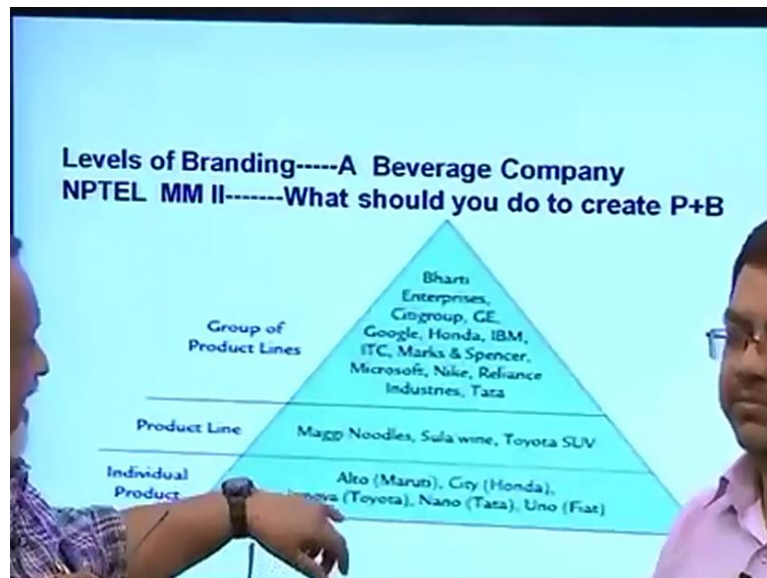 Levels of Branding-----A Beverage Company
NPTEL MM II-------What should you do to create P+B
Bharti
Enterprises,
Citigroup, GE,
Google, Honda, IBM,
ITC, Marks & Spencer,
Microsoft, Nike, Reliance
Industries, Tata
Group of
Product Lines
Product Line
Maggi Noodles, Sula wine, Toyota SUV
Individual
Product
Alto (Maruti), City (Honda),
(Toyota), Nano (Tata), Uno (Fiat)